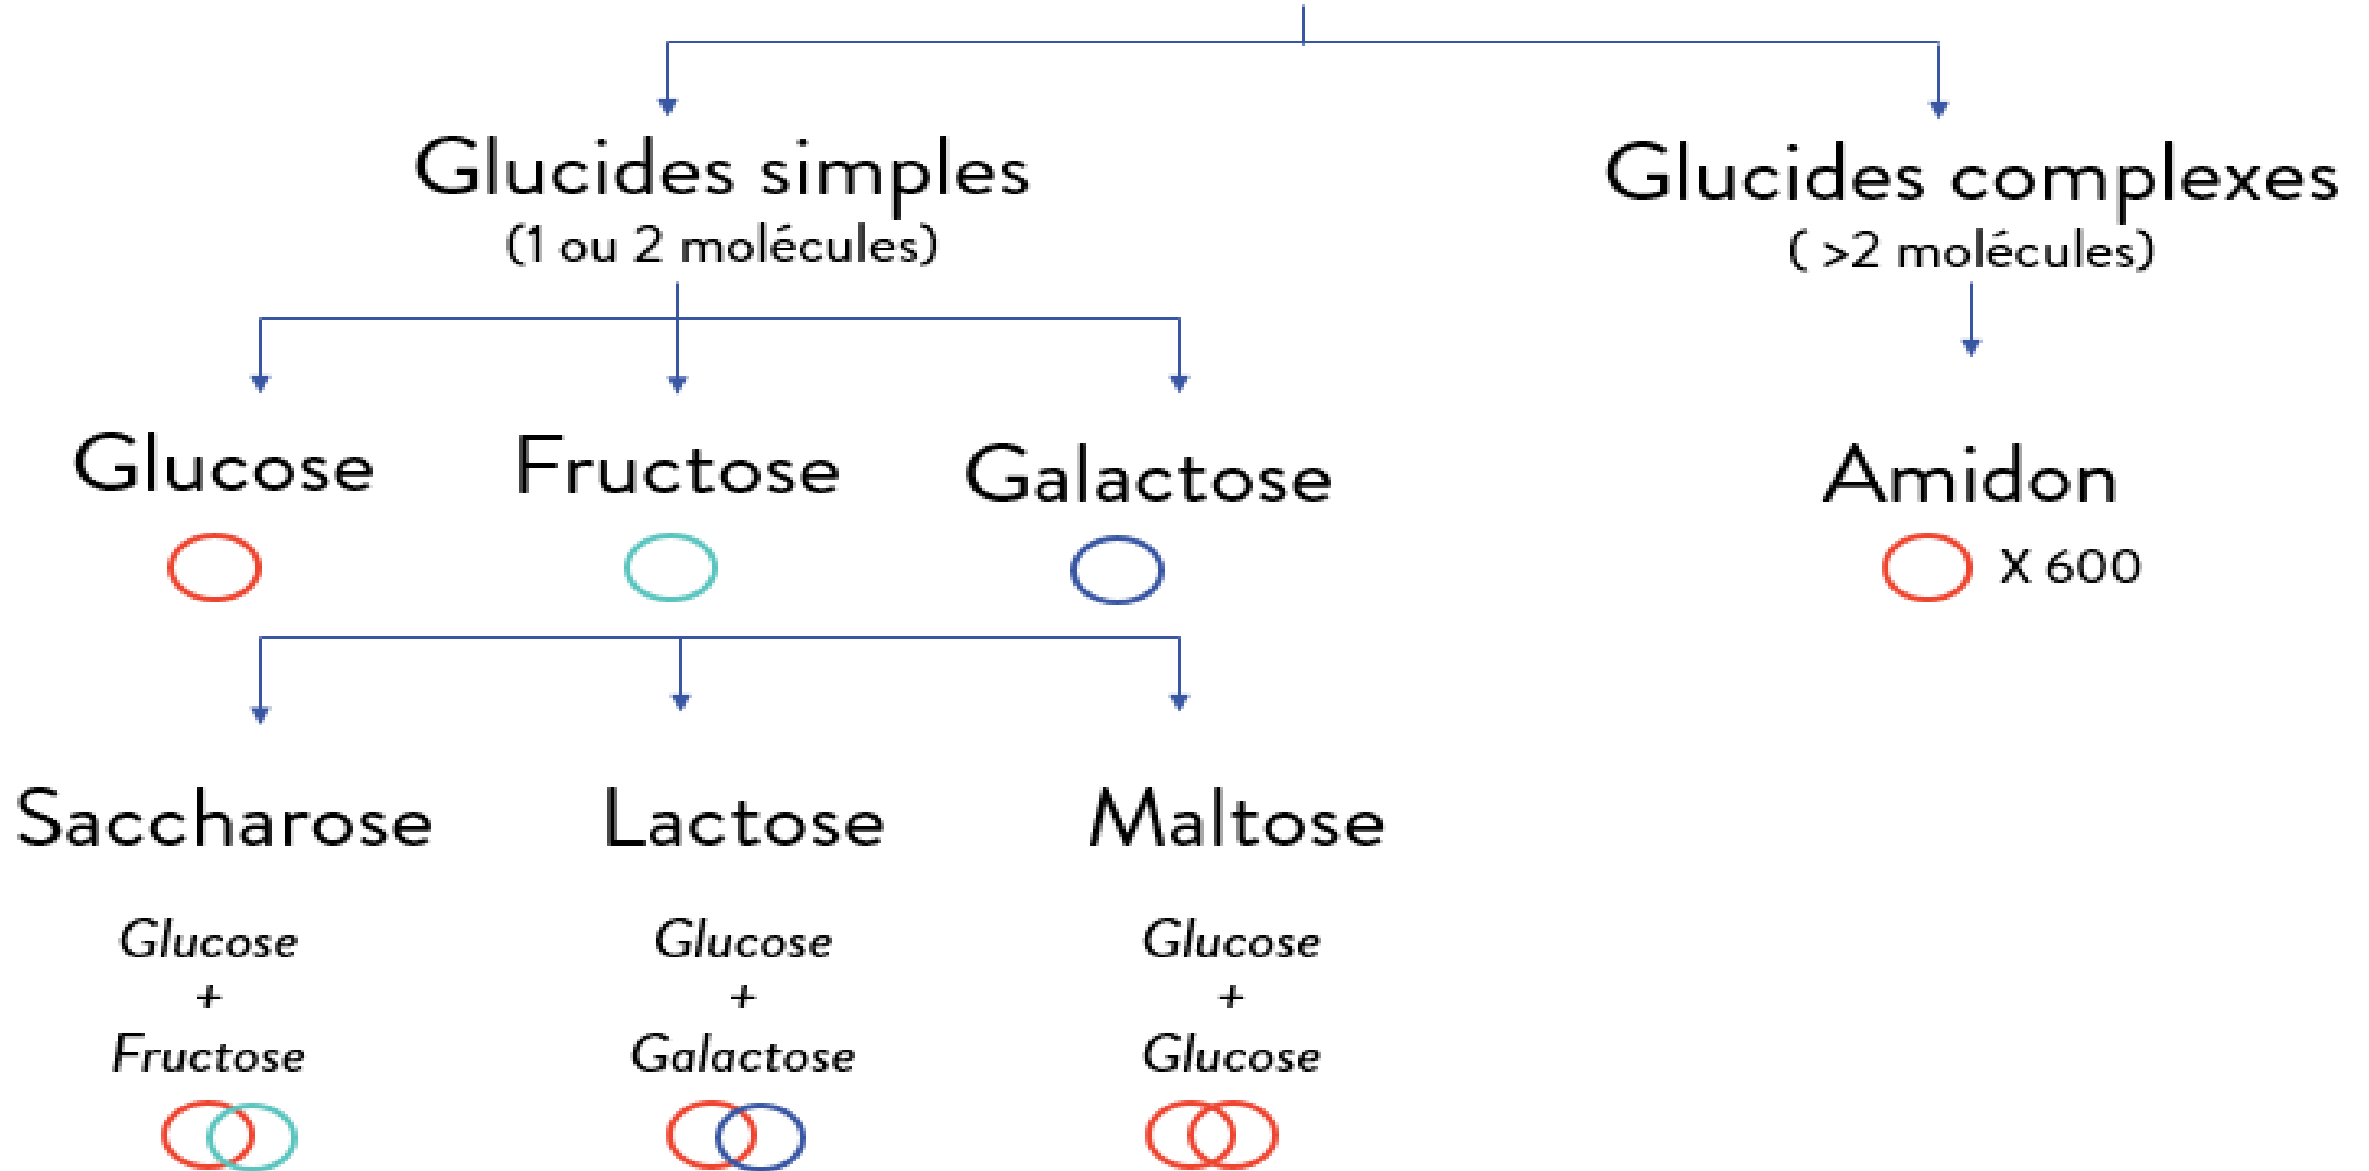 Glucides simples
(1 ou 2 molécules)
Glucides complexes
( >2 molécules)
Glucose
Fructose
Galactose
Amidon
X 600
Saccharose
Lactose
Maltose
Glucose
+
Fructose
Glucose
+
Galactose
Glucose
+
Glucose